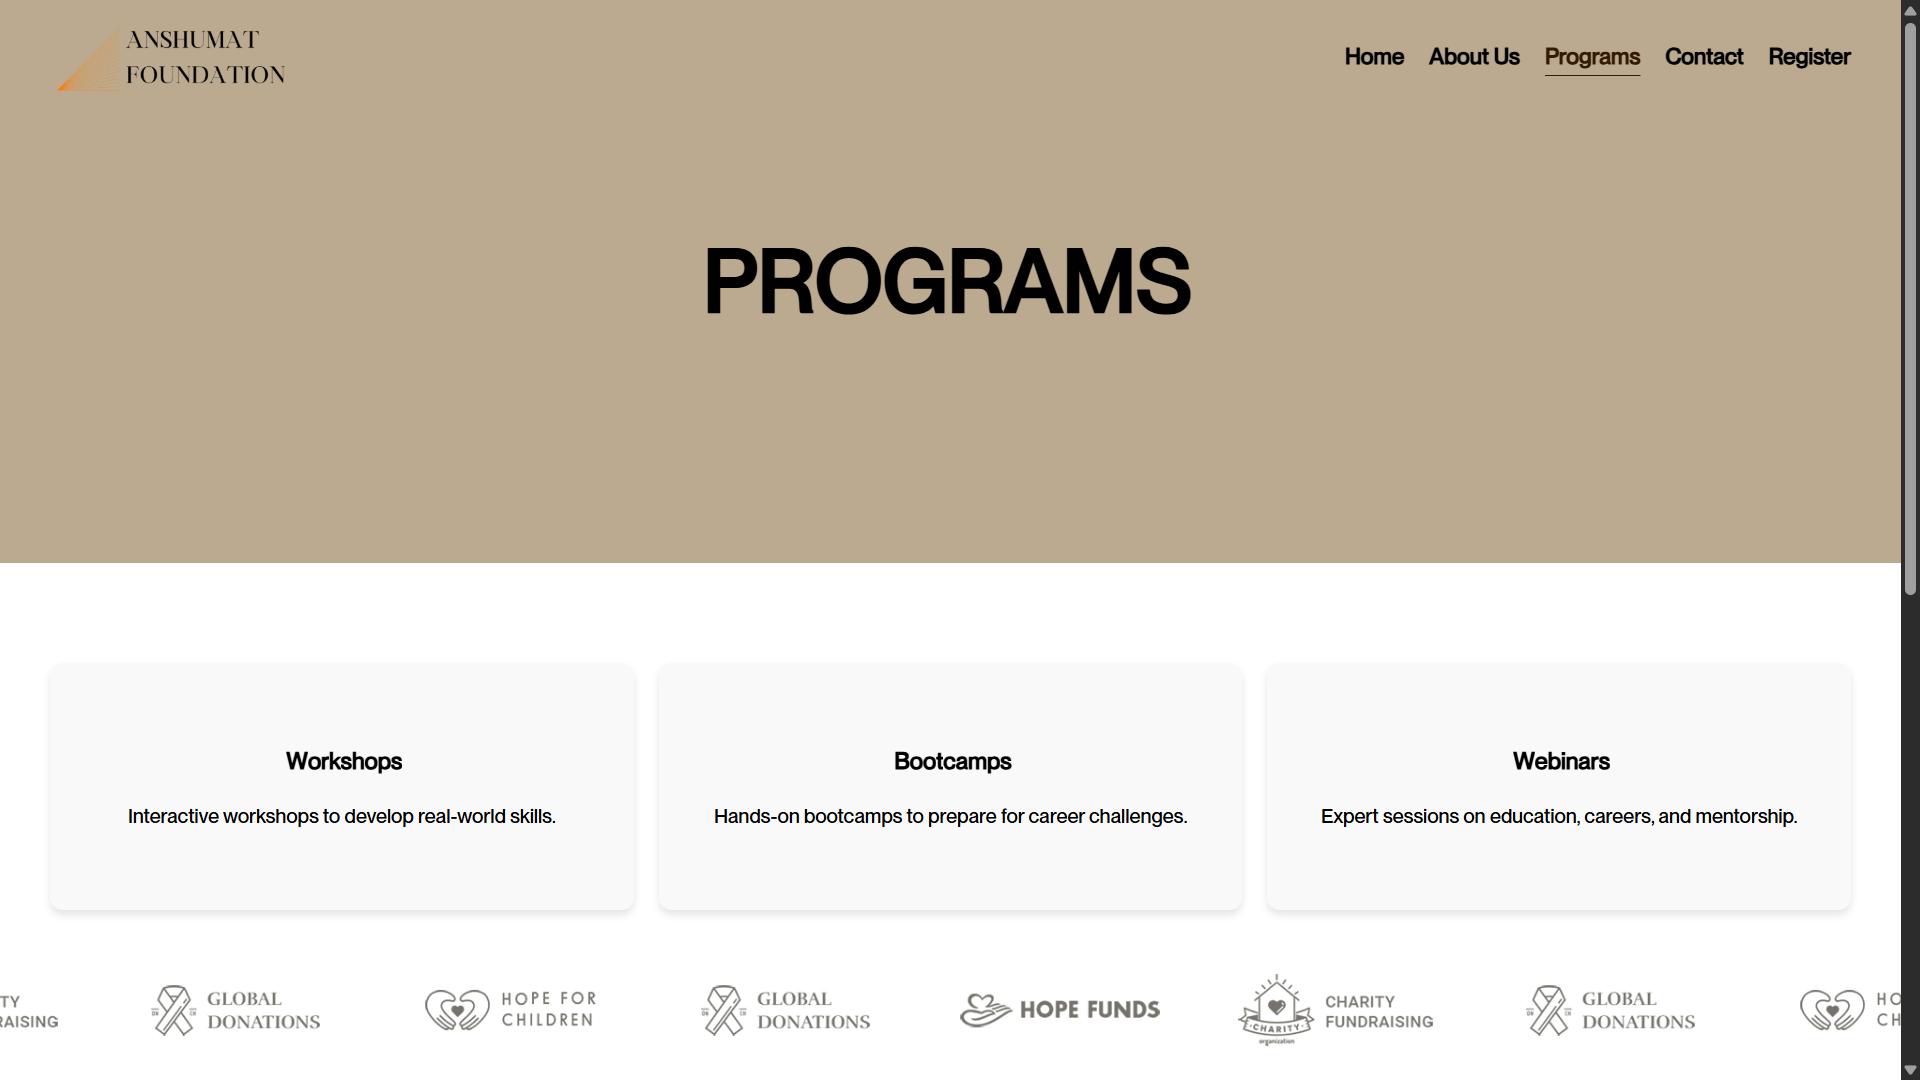 ANSHUMAT
FOUNDATION
Home About Us Programs Contact Register
PROGRAMS
Workshops
Interactive workshops to develop real-world skills.
Bootcamps
Hands-on bootcamps to prepare for career challenges.
Webinars
Expert sessions on education, careers, and mentorship.
TY
RAISING
GLOBAL
DONATIONS
HOPE FOR
CHILDREN
GLOBAL
DONATIONS
HOPE FUNDS
CHARITY
organization
CHARITY
FUNDRAISING
GLOBAL
DONATIONS
HO
CH